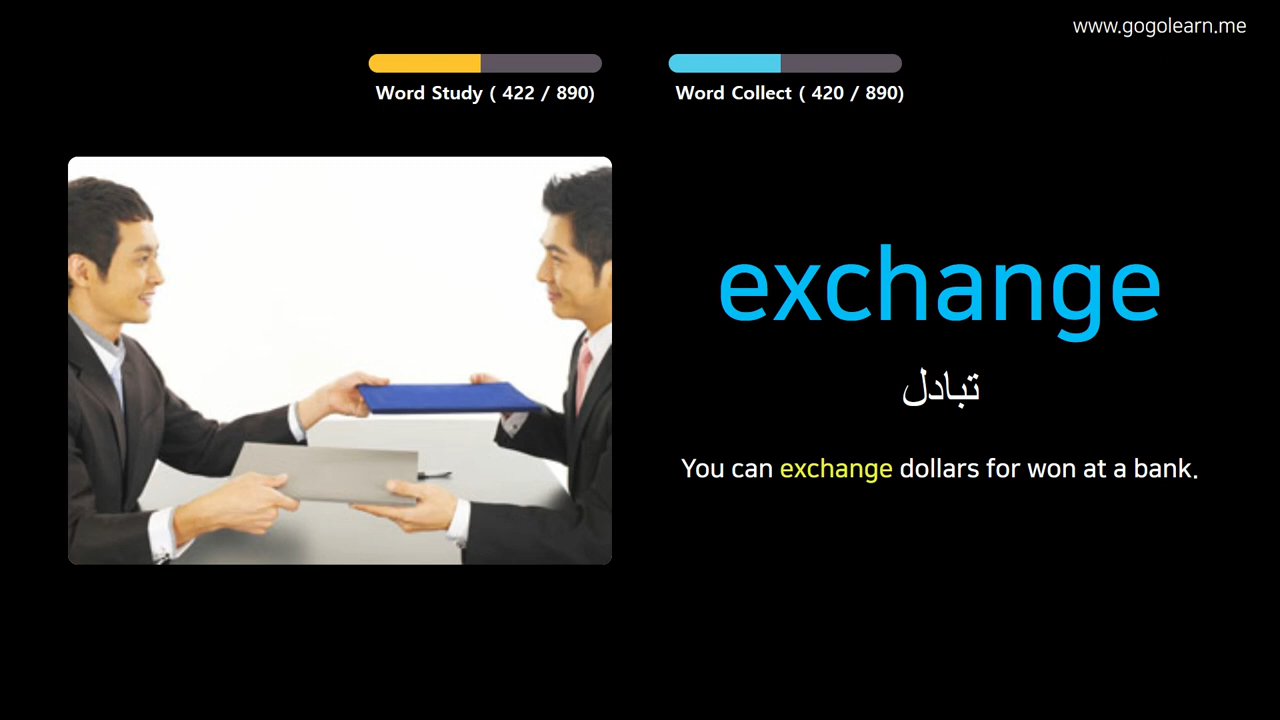 www.gogolearn.me
Word Study ( 422 / 890)
Word Collect ( 420 / 890)
exchange
تبادل
You can exchange dollars for won at a bank.